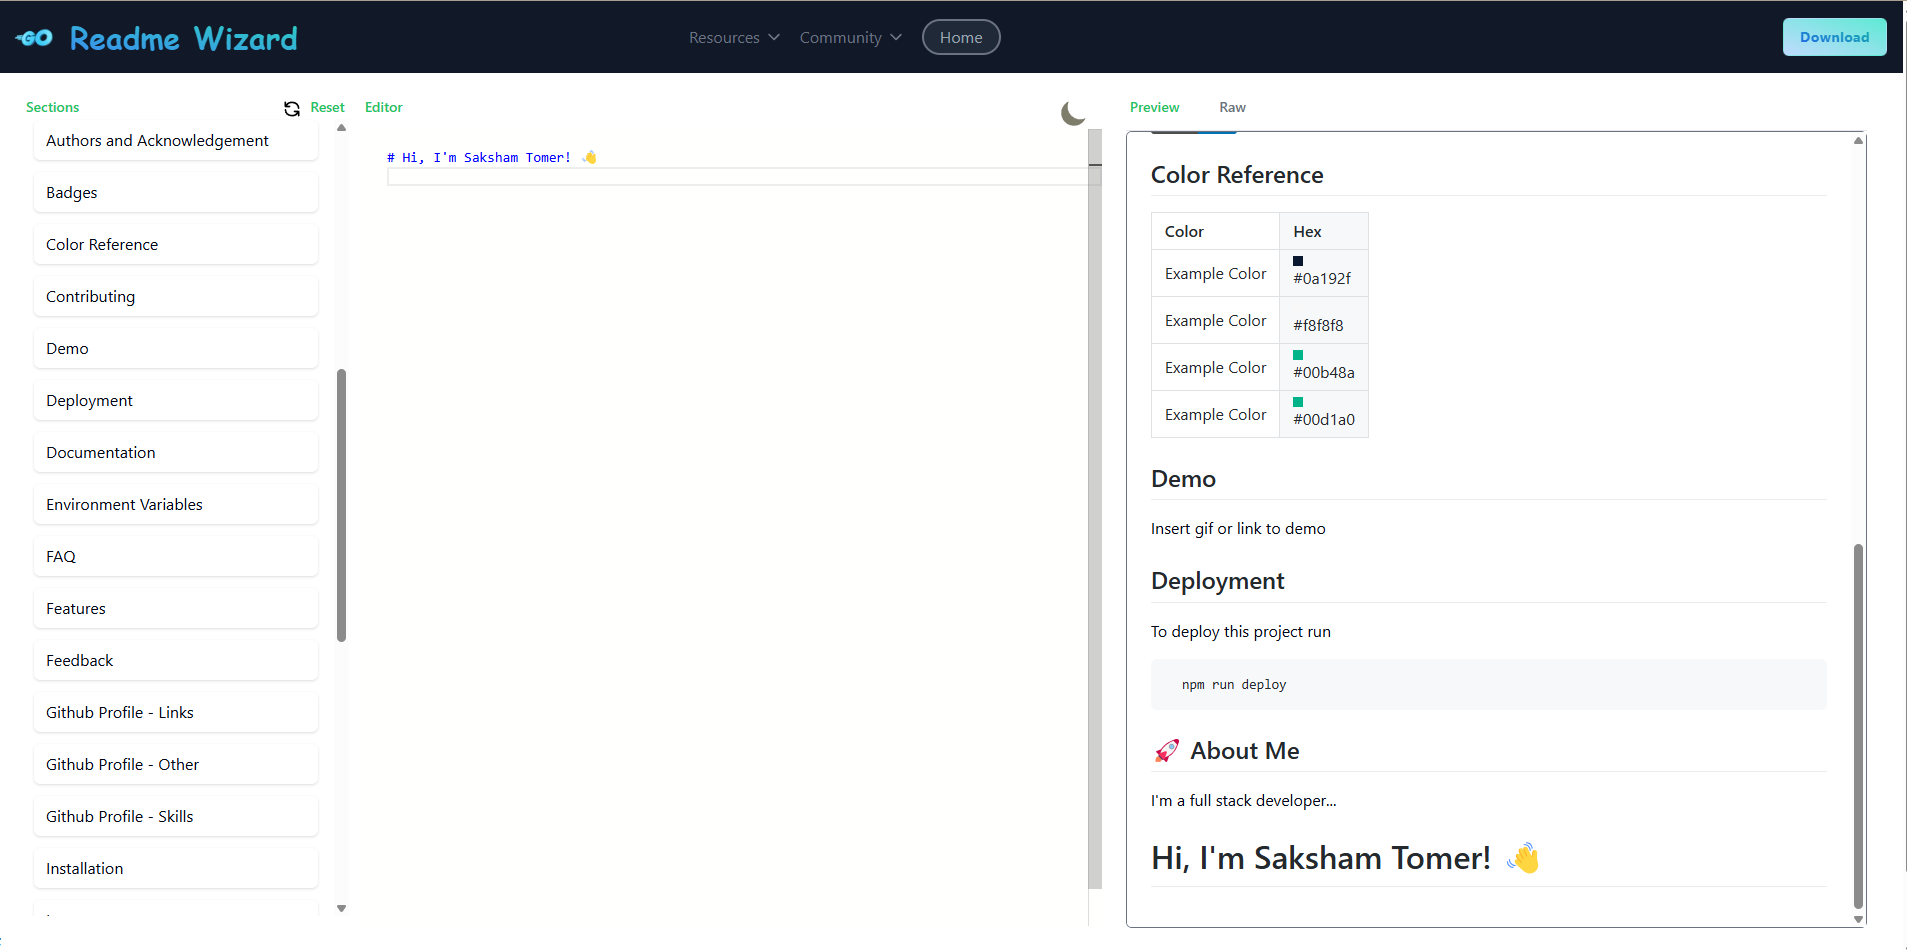 GO Readme Wizard
Resources Community Home
Download
Sections Reset
Authors and Acknowledgement
Badges
Color Reference
Contributing
Demo
Deployment
Documentation
Environment Variables
FAQ
Features
Feedback
Github Profile - Links
Github Profile - Other
Github Profile - Skills
Installation
Editor
# Hi, I'm Saksham Tomer! 👋
Preview Raw
Color Reference
Color Hex
Example Color #0a192f
Example Color #f8f8f8
Example Color #00b48a
Example Color #00d1a0
Demo
Insert gif or link to demo
Deployment
To deploy this project run
npm run deploy
🚀 About Me
I'm a full stack developer...
Hi, I'm Saksham Tomer! 👋